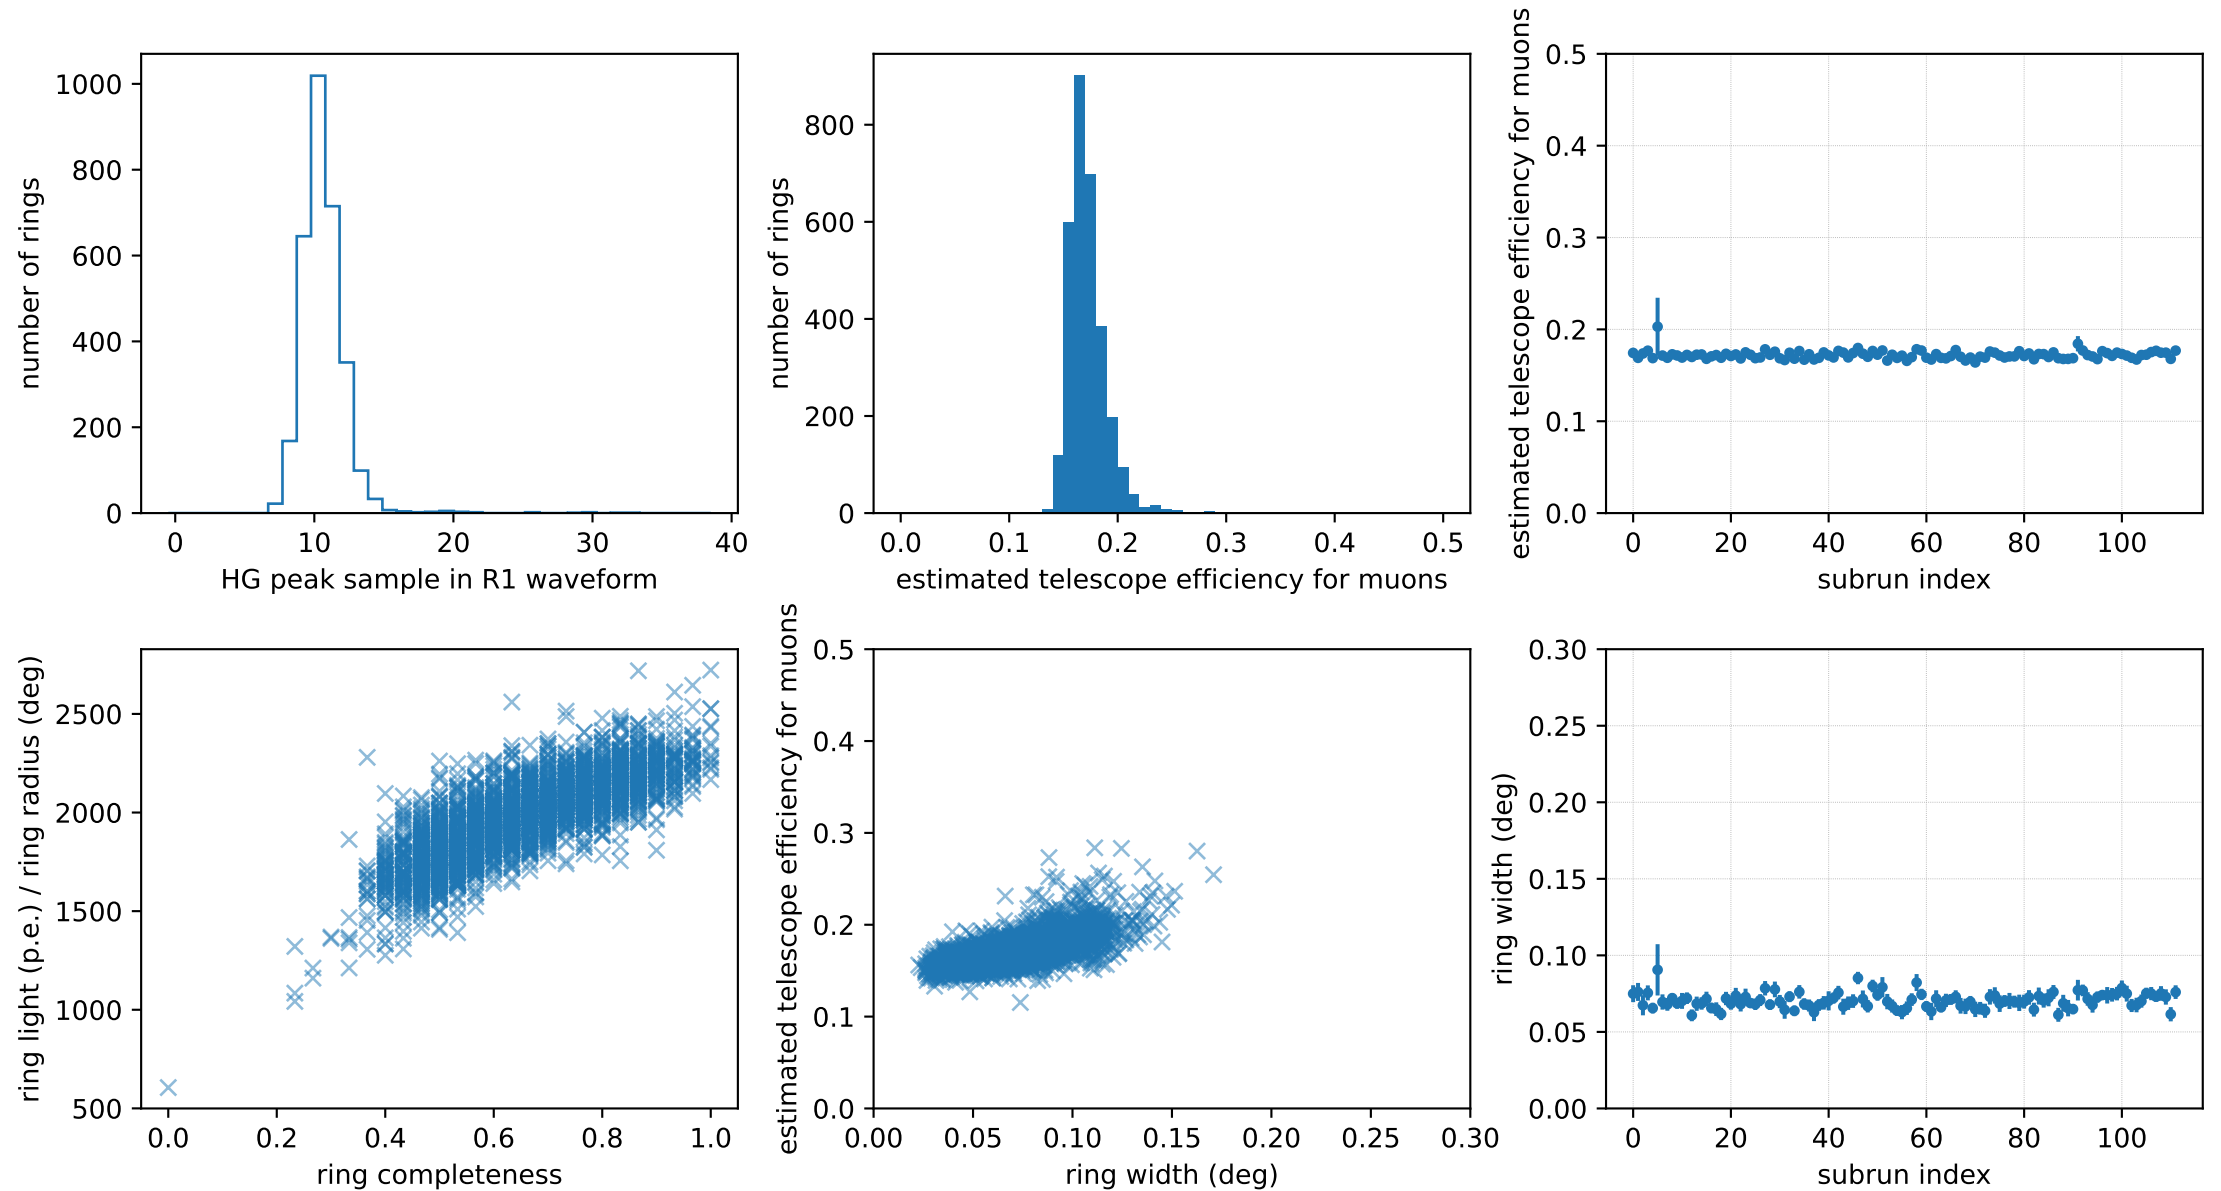 1000
800
600
400
200
0
number of rings
0 10 20 30 40
HG peak sample in R1 waveform
800
600
400
200
0
number of rings
0.0 0.1 0.2 0.3 0.4 0.5
estimated telescope efficiency for muons
0.5
0.4
0.3
0.2
0.1
0.0
estimated telescope efficiency for muons
0 20 40 60 80 100
subrun index
2500
2000
1500
1000
500
ring light (p.e.) / ring radius (deg)
0.0 0.2 0.4 0.6 0.8 1.0
ring completeness
0.5
0.4
0.3
0.2
0.1
0.0
estimated telescope efficiency for muons
0.00 0.05 0.10 0.15 0.20 0.25 0.30
ring width (deg)
0.30
0.25
0.20
0.15
0.10
0.05
0.00
ring width (deg)
0 20 40 60 80 100
subrun index